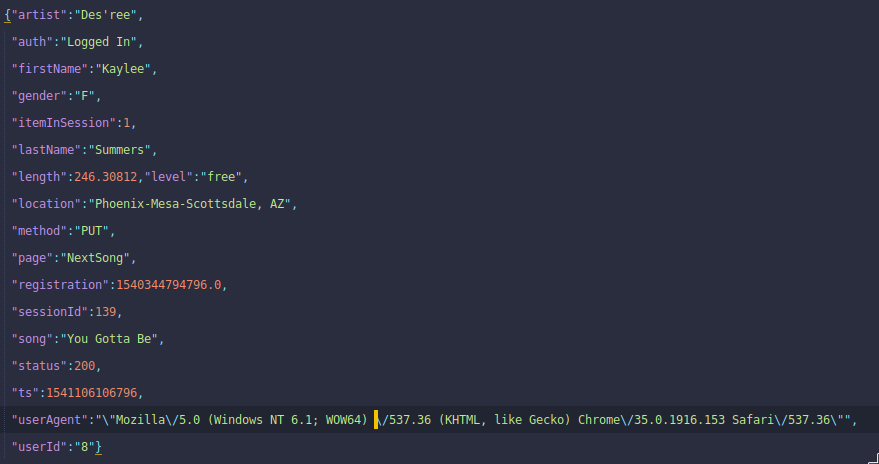 {"artist":"Des'ree",
"auth":"Logged In",
"firstName":"Kaylee",
"gender":"F",
"itemInSession":1,
"lastName":"Summers",
"length":246.30812,"level":"free",
"location":"Phoenix-Mesa-Scottsdale, AZ",
"method":"PUT",
"page":"NextSong",
"registration":1540344794796.0,
"sessionId":139,
"song":"You Gotta Be",
"status":200,
"ts":1541106106796,
"userAgent":"\"Mozilla\/5.0 (Windows NT 6.1; WOW64) \/537.36 (KHTML, like Gecko) Chrome\/35.0.1916.153 Safari\/537.36\"",
"userId":"8"}